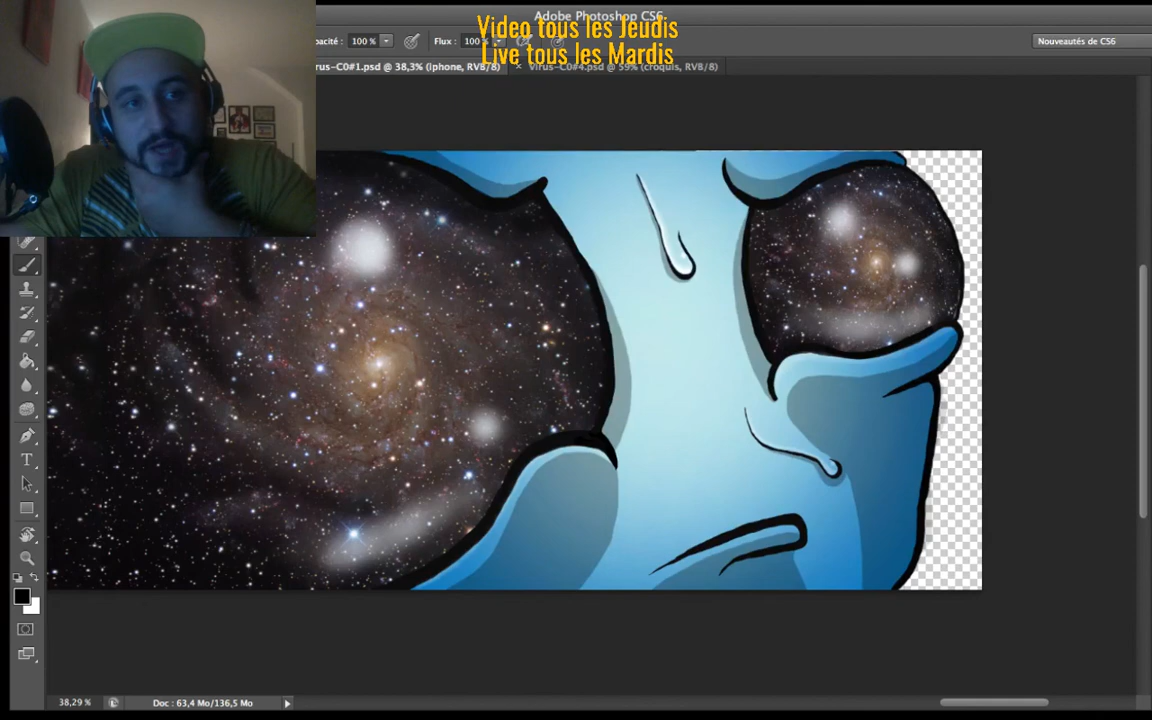 Adobe Photoshop CS6
Video tous les Jeudis
Live tous les Mardis
pacité : 100 % Flux : 100 % Nouveautés de CS6
rus-C0#1.psd @ 38,3% (iphone, RVB/8) × Virus-C0#4.psd @ 59% (croquis, RVB/8)
38,29 % Doc : 63,4 Mo/136,5 Mo